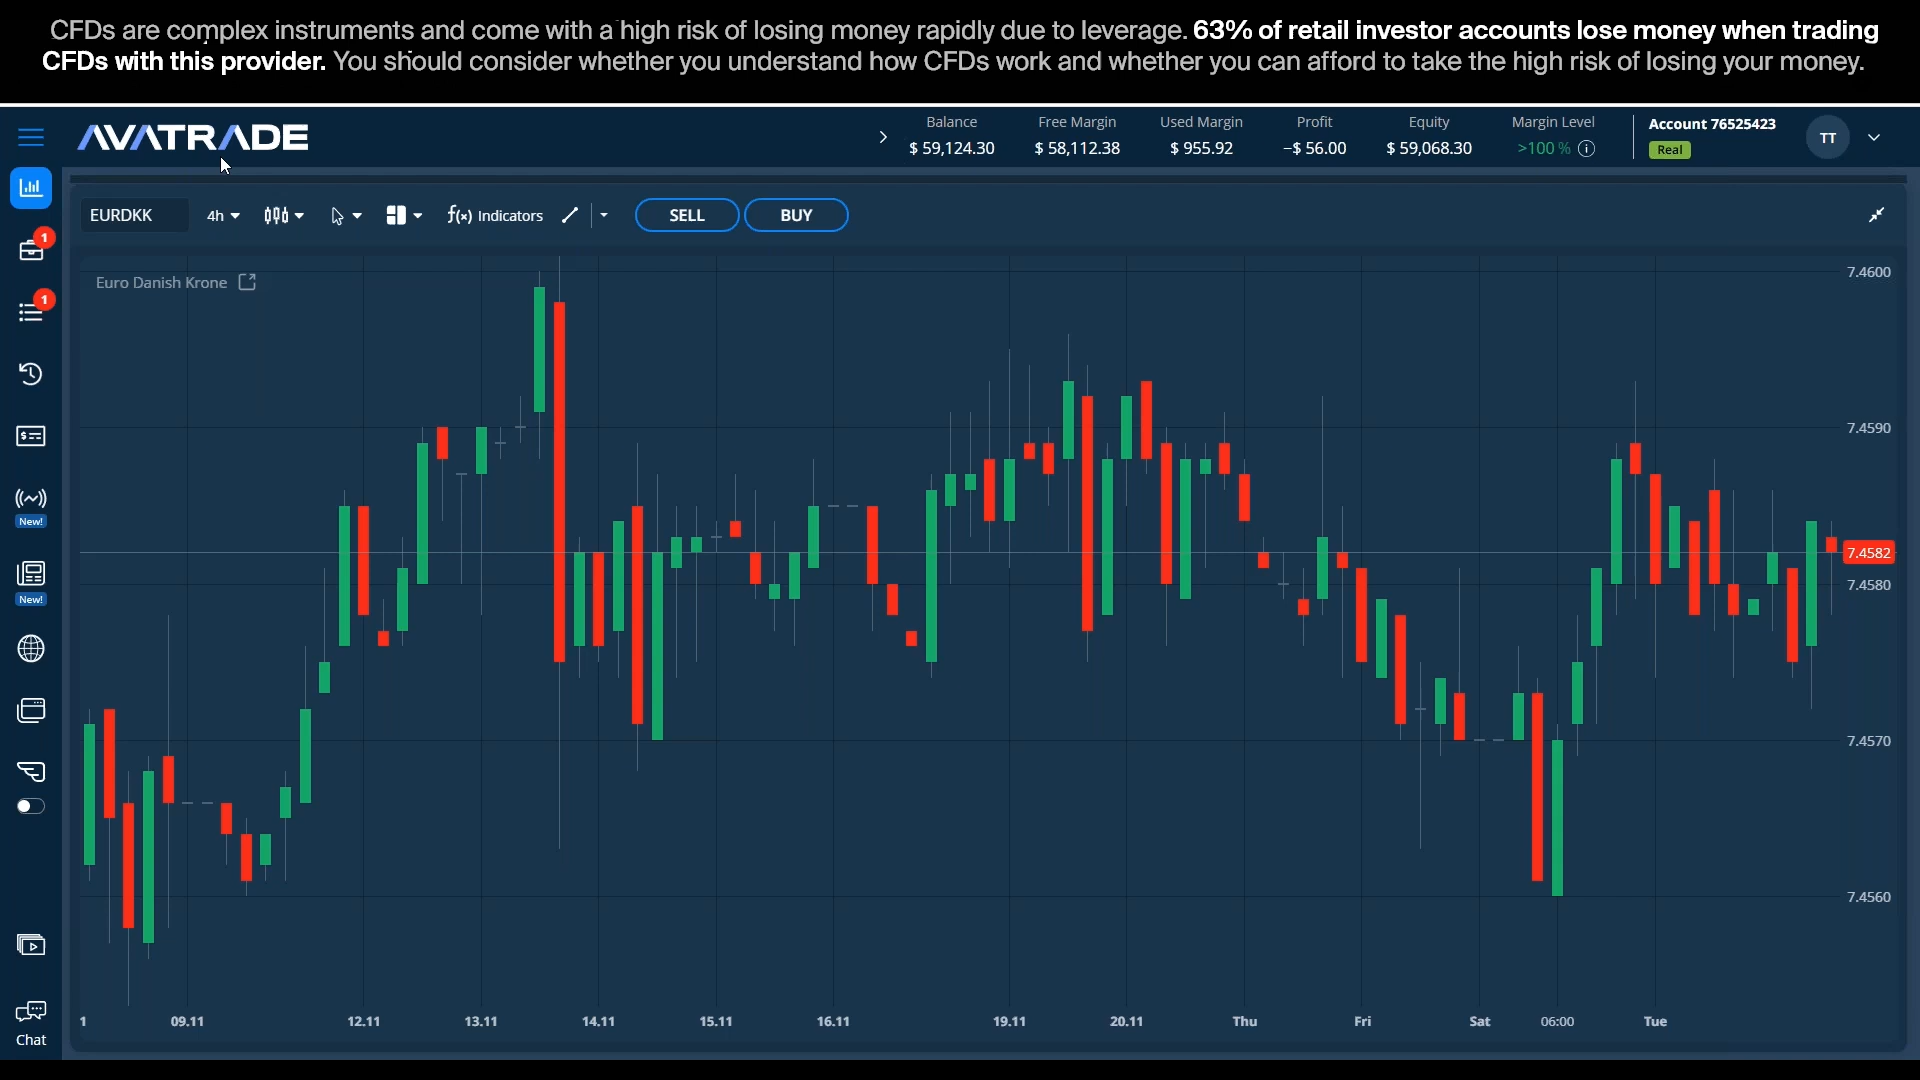 CFDs are complex instruments and come with a high risk of losing money rapidly due to leverage. 63% of retail investor accounts lose money when trading
CFDs with this provider. You should consider whether you understand how CFDs work and whether you can afford to take the high risk of losing your money.
AVATRADE
Balance Free Margin Used Margin Profit Equity Margin Level
$ 59,124.30 $ 58,112.38 $ 955.92 −$ 56.00 $ 59,068.30 >100 %
Account 76525423
Real
TT
EURDKK 4h f(x) Indicators SELL BUY
Euro Danish Krone
1
1
New!
New!
Chat
7.4600
7.4590
7.4582
7.4580
7.4570
7.4560
1 09.11 12.11 13.11 14.11 15.11 16.11 19.11 20.11 Thu Fri Sat 06:00 Tue